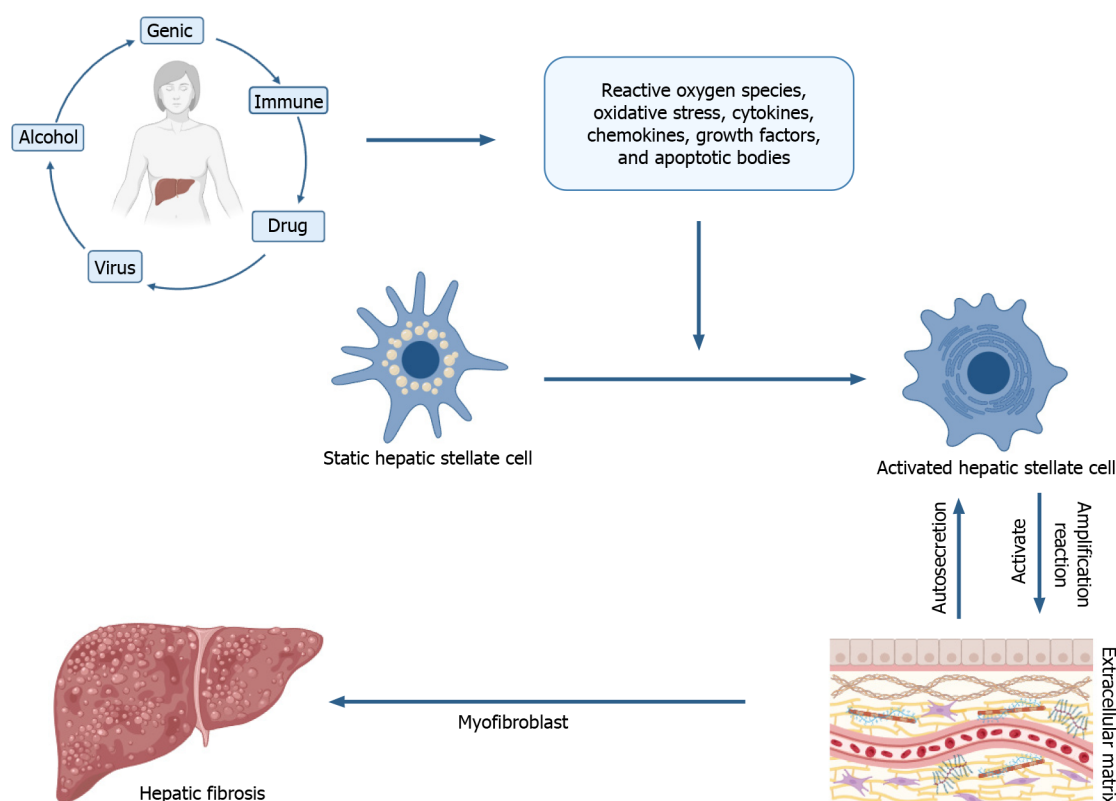 Genic
Immune
Alcohol
Drug
Virus
Reactive oxygen species,
oxidative stress, cytokines,
chemokines, growth factors,
and apoptotic bodies
Static hepatic stellate cell
Activated hepatic stellate cell
Autosecretion
Activate
Amplification
reaction
Extracellular matrix
Myofibroblast
Hepatic fibrosis